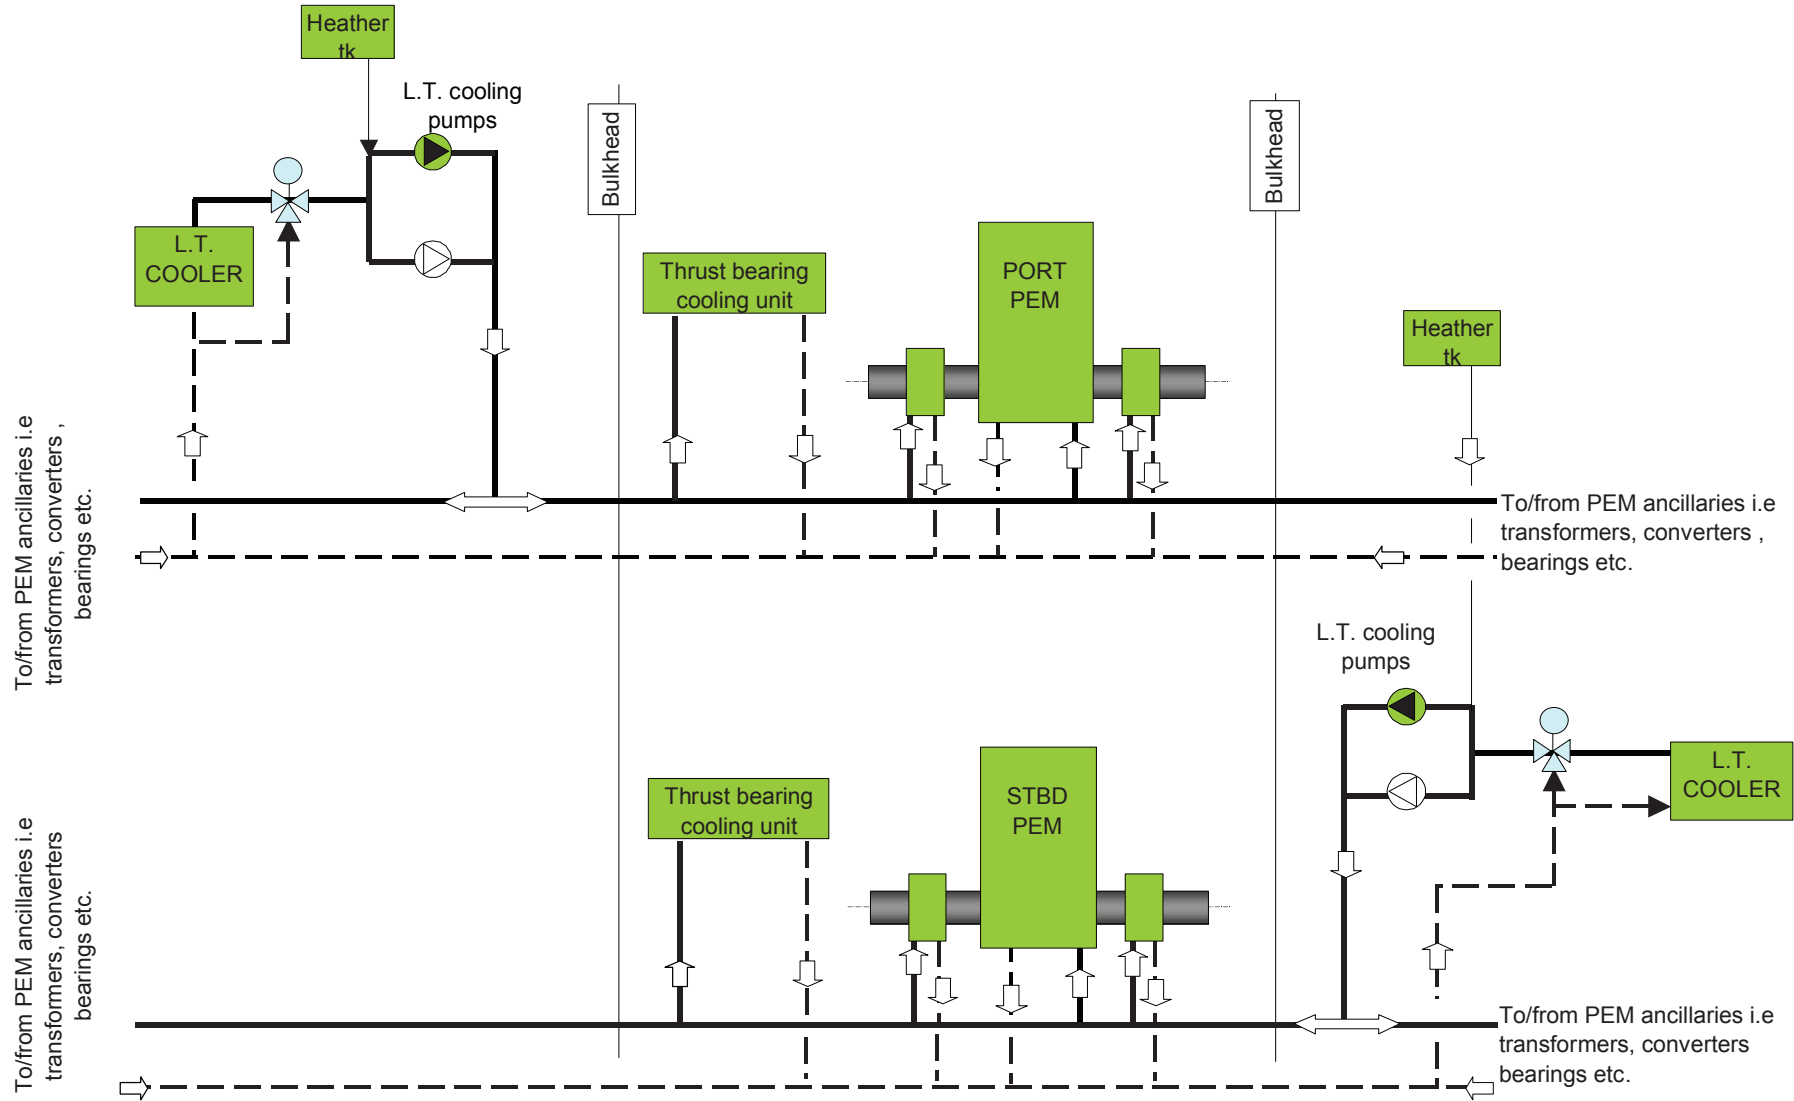 Heather
tk
L.T. cooling
pumps
Bulkhead
Bulkhead
L.T.
COOLER
Thrust bearing
cooling unit
PORT
PEM
Heather
tk
To/from PEM ancillaries i.e
transformers, converters ,
bearings etc.
To/from PEM ancillaries i.e
transformers, converters ,
bearings etc.
L.T. cooling
pumps
L.T.
COOLER
Thrust bearing
cooling unit
STBD
PEM
To/from PEM ancillaries i.e
transformers, converters
bearings etc.
To/from PEM ancillaries i.e
transformers, converters
bearings etc.